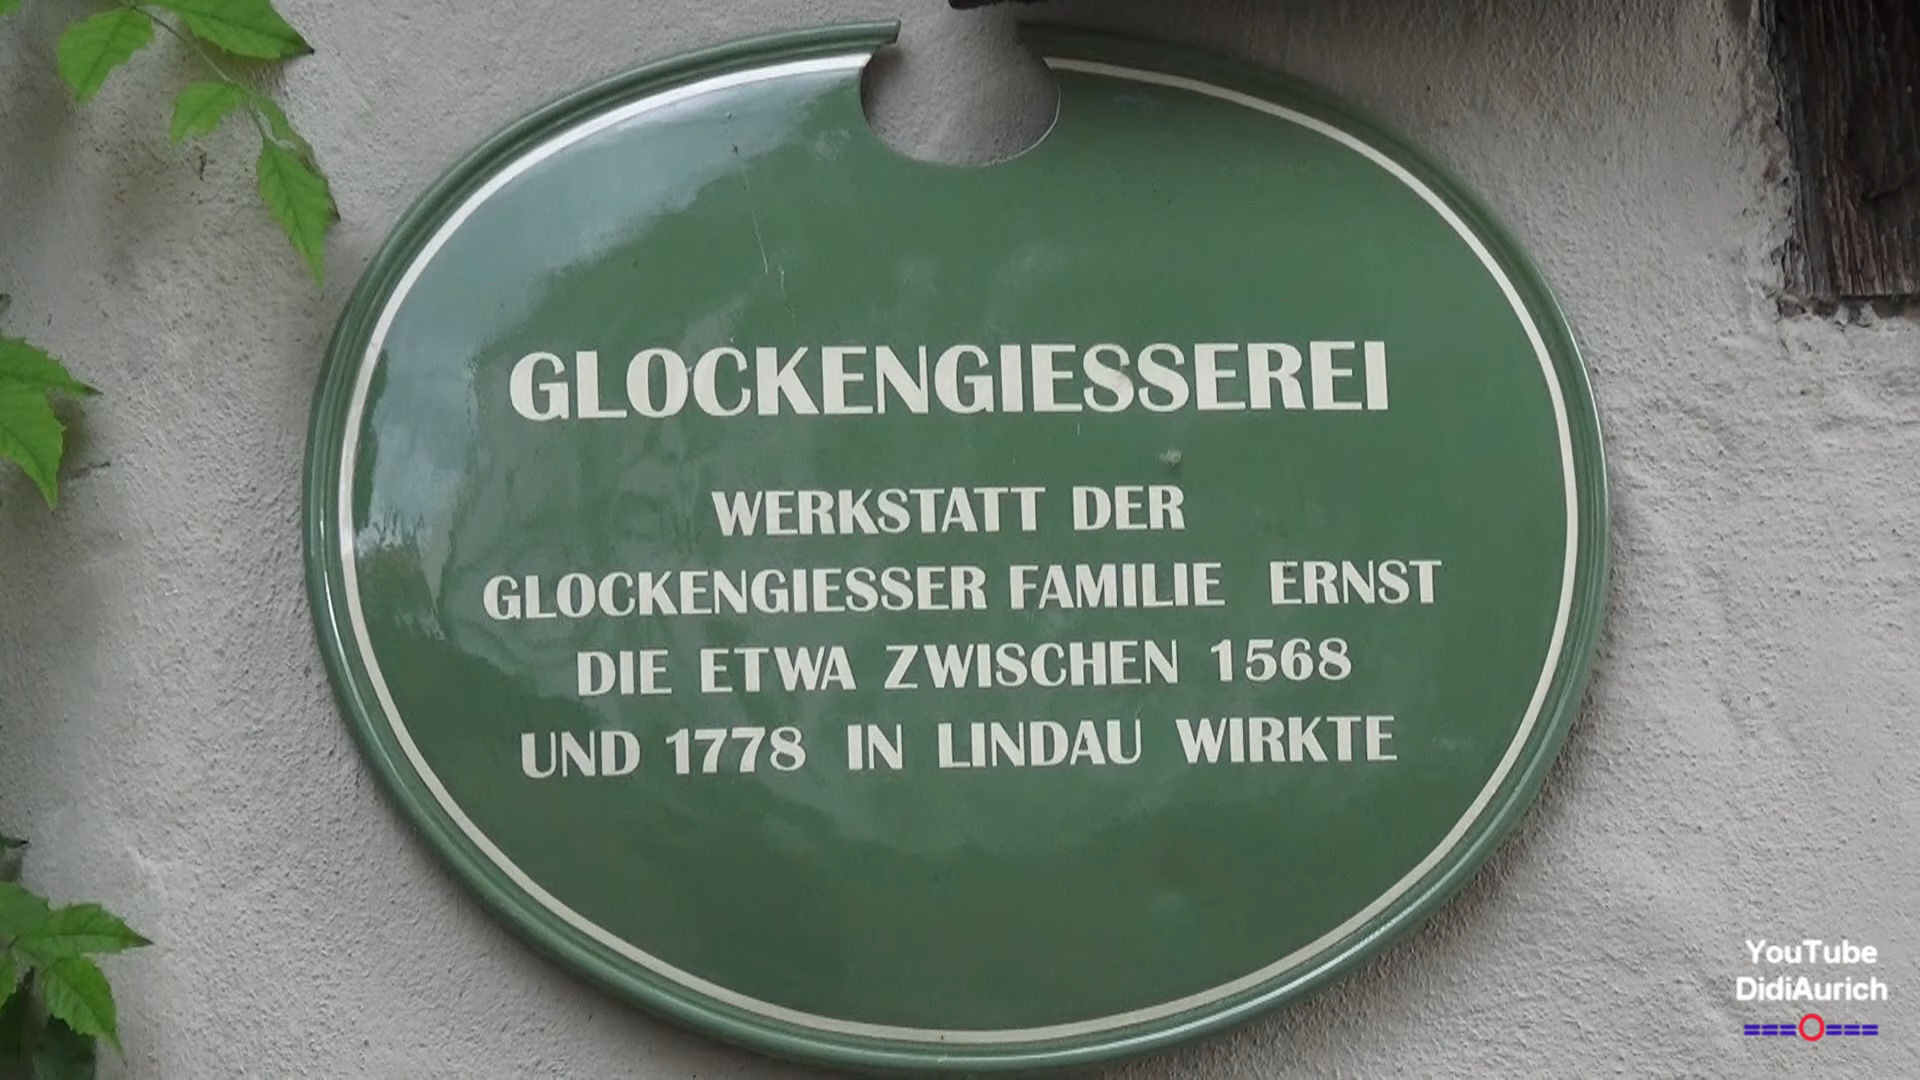 GLOCKENGIESSEREI
WERKSTATT DER
GLOCKENGIESSER FAMILIE ERNST
DIE ETWA ZWISCHEN 1568
UND 1778 IN LINDAU WIRKTE
YouTube
DidiAurich
===O===